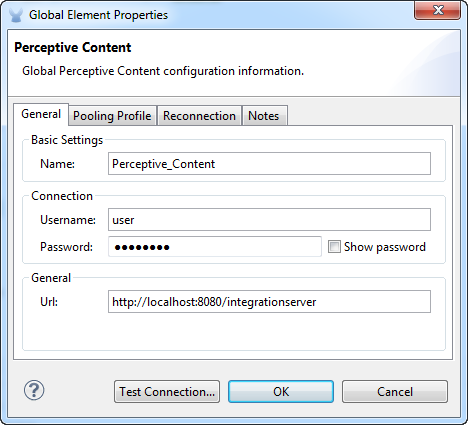 Global Element Properties
Perceptive Content
Global Perceptive Content configuration information.
General Pooling Profile Reconnection Notes
Basic Settings
Name: Perceptive_Content
Connection
Username: user
Password: ●●●●●●●● Show password
General
Url: http://localhost:8080/integrationserver
? Test Connection... OK Cancel